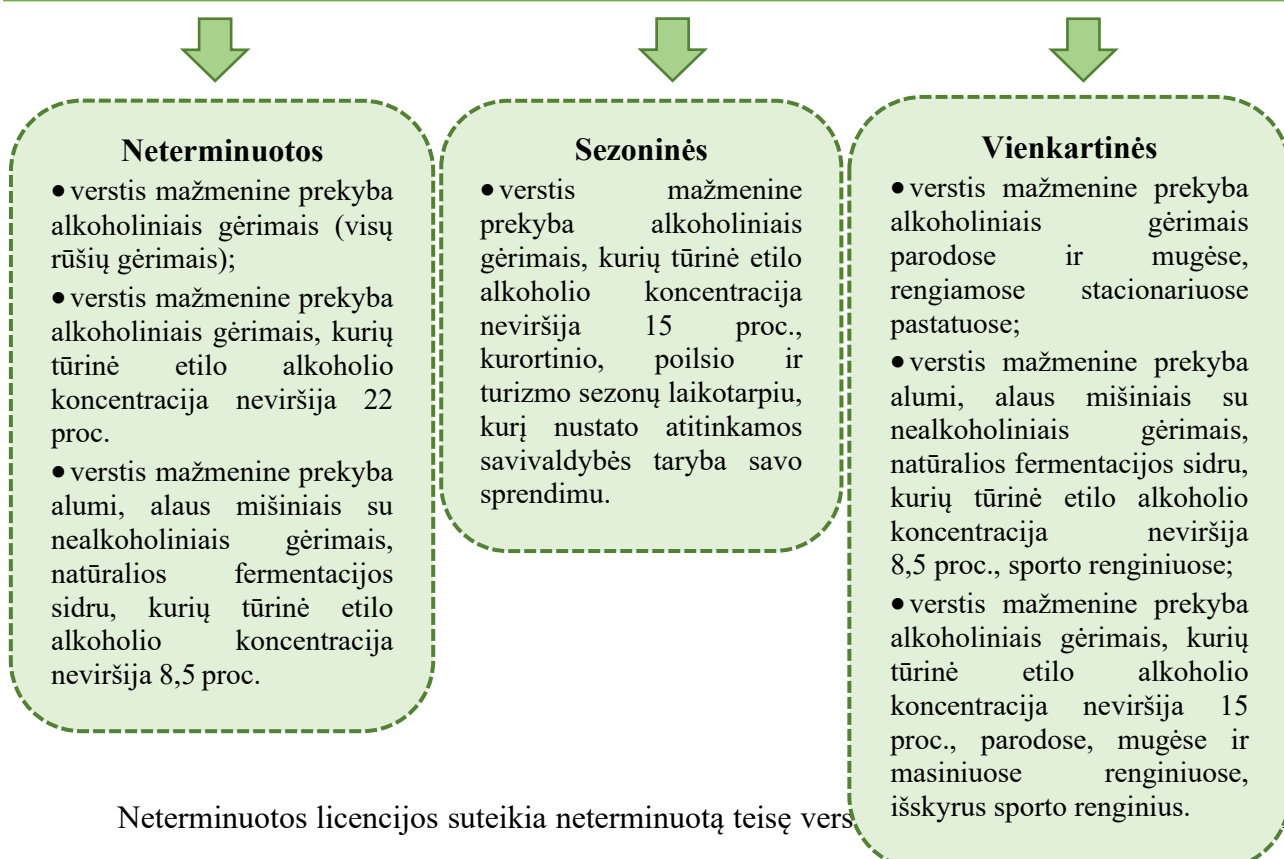 Neterminuotos
• verstis mažmenine prekyba
alkoholiniais gėrimais (visų
rūšių gėrimais);
• verstis mažmenine prekyba
alkoholiniais gėrimais, kurių
tūrinė etilo alkoholio
koncentracija neviršija 22
proc.
• verstis mažmenine prekyba
alumi, alaus mišiniais su
nealkoholiniais gėrimais,
natūralios fermentacijos
sidru, kurių tūrinė etilo
alkoholio koncentracija
neviršija 8,5 proc.
Sezoninės
• verstis mažmenine
prekyba alkoholiniais
gėrimais, kurių tūrinė etilo
alkoholio koncentracija
neviršija 15 proc.,
kurortinio, poilsio ir
turizmo sezonų laikotarpiu,
kurį nustato atitinkamos
savivaldybės taryba savo
sprendimu.
Vienkartinės
• verstis mažmenine prekyba
alkoholiniais gėrimais
parodose ir mugėse,
rengiamose stacionariuose
pastatuose;
• verstis mažmenine prekyba
alumi, alaus mišiniais su
nealkoholiniais gėrimais,
natūralios fermentacijos sidru,
kurių tūrinė etilo alkoholio
koncentracija neviršija
8,5 proc., sporto renginiuose;
• verstis mažmenine prekyba
alkoholiniais gėrimais, kurių
tūrinė etilo alkoholio
koncentracija neviršija 15
proc., parodose, mugėse ir
masiniuose renginiuose,
išskyrus sporto renginius.
Neterminuotos licencijos suteikia neterminuotą teisę vers